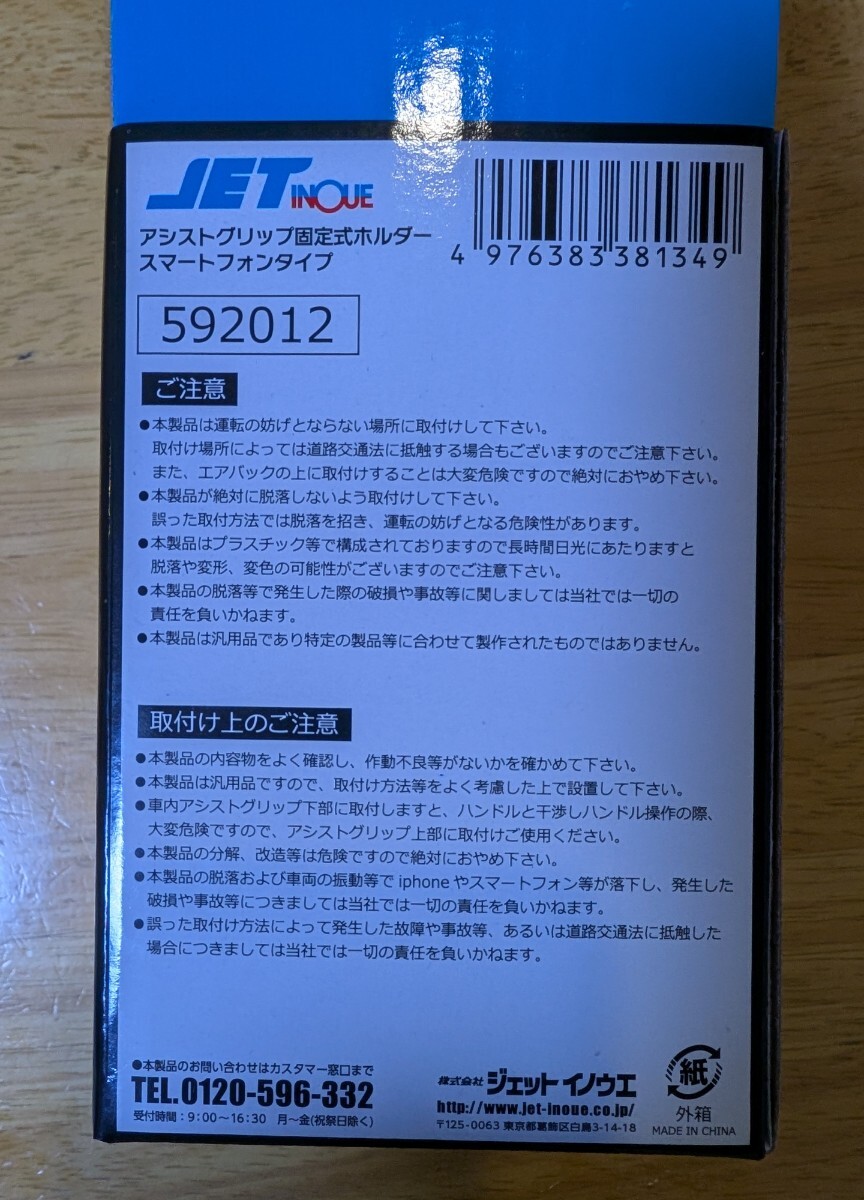 JET INOUE
アシストグリップ固定式ホルダー
スマートフォンタイプ
4 976383 381349
592012
ご注意
●本製品は運転の妨げとならない場所に取付けして下さい。
取付け場所によっては道路交通法に抵触する場合もございますのでご注意下さい。
また、エアバックの上に取付けすることは大変危険ですので絶対におやめ下さい。
●本製品が絶対に脱落しないよう取付けして下さい。
誤った取付方法では脱落を招き、運転の妨げとなる危険性があります。
●本製品はプラスチック等で構成されておりますので長時間日光にあたりますと
脱落や変形、変色の可能性がございますのでご注意下さい。
●本製品の脱落等で発生した際の破損や事故等に関しましては当社では一切の
責任を負いかねます。
●本製品は汎用品であり特定の製品等に合わせて製作されたものではありません。
取付け上のご注意
●本製品の内容物をよく確認し、作動不良等がないかを確かめて下さい。
●本製品は汎用品ですので、取付け方法等をよく考慮した上で設置して下さい。
●車内アシストグリップ下部に取付しますと、ハンドルと干渉しハンドル操作の際、
大変危険ですので、アシストグリップ上部に取付けご使用ください。
●本製品の分解、改造等は危険ですので絶対におやめ下さい。
●本製品の脱落および車両の振動等で iphone やスマートフォン等が落下し、発生した
破損や事故等につきましては当社では一切の責任を負いかねます。
●誤った取付け方法によって発生した故障や事故等、あるいは道路交通法に抵触した
場合につきましては当社では一切の責任を負いかねます。
●本製品のお問い合わせはカスタマー窓口まで
TEL.0120-596-332
受付時間：9:00～16:30 月～金(祝祭日除く)
株式会社 ジェットイノウエ
http://www.jet-inoue.co.jp/
〒125-0063 東京都葛飾区白鳥3-14-18
紙
外箱
MADE IN CHINA